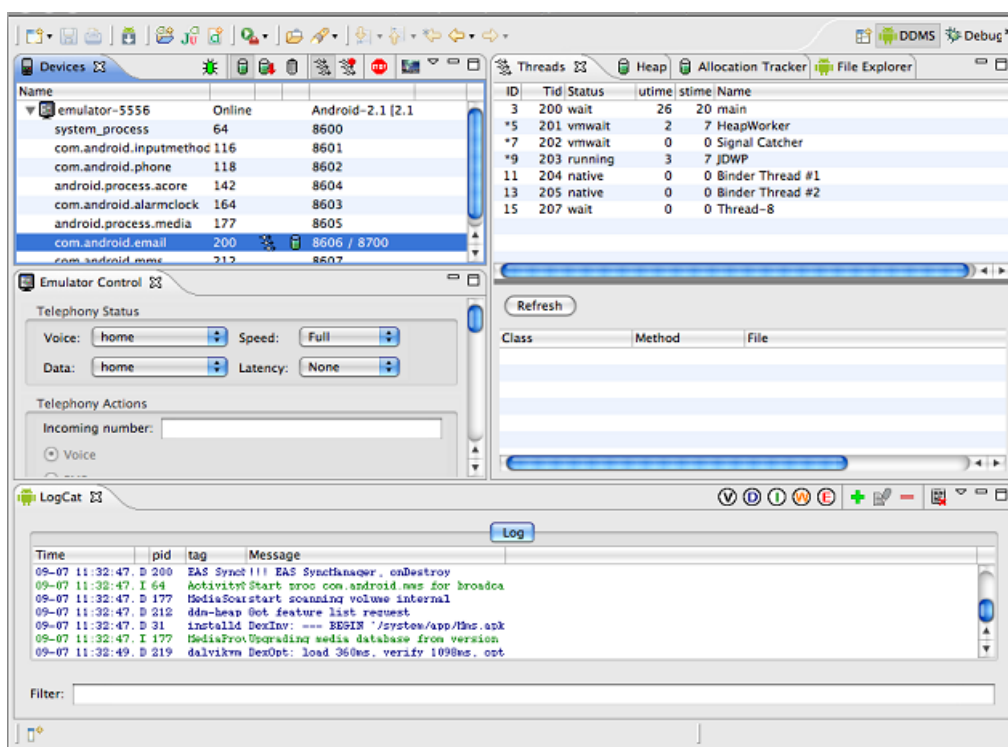 DDMS Debug
Devices
Name
emulator-5556 Online Android-2.1 [2.1
system_process 64 8600
com.android.inputmethod 116 8601
com.android.phone 118 8602
android.process.acore 142 8604
com.android.alarmclock 164 8603
android.process.media 177 8605
com.android.email 200 8606 / 8700
com.android.mms 212 8607
Threads Heap Allocation Tracker File Explorer
ID Tid Status utime stime Name
3 200 wait 26 20 main
*5 201 vmwait 2 7 HeapWorker
*7 202 vmwait 0 0 Signal Catcher
*9 203 running 3 7 JDWP
11 204 native 0 0 Binder Thread #1
13 205 native 0 0 Binder Thread #2
15 207 wait 0 0 Thread-8
Refresh
Class Method File
Emulator Control
Telephony Status
Voice: home Speed: Full
Data: home Latency: None
Telephony Actions
Incoming number:
Voice
LogCat
V D I W E
Log
Time pid tag Message
09-07 11:32:47. D 200 EAS Sync !!! EAS SyncManager, onDestroy
09-07 11:32:47. I 64 Activity Start proc com.android.mms for broadca
09-07 11:32:47. D 177 MediaScar start scanning volume internal
09-07 11:32:47. D 212 ddm-heap Got feature list request
09-07 11:32:47. D 31 installd DexInv: --- BEGIN '/system/app/Mms.apk
09-07 11:32:47. I 177 MediaProv Upgrading media database from version
09-07 11:32:49. D 219 dalvikvm DexOpt: load 360ms, verify 1098ms, opt
Filter: